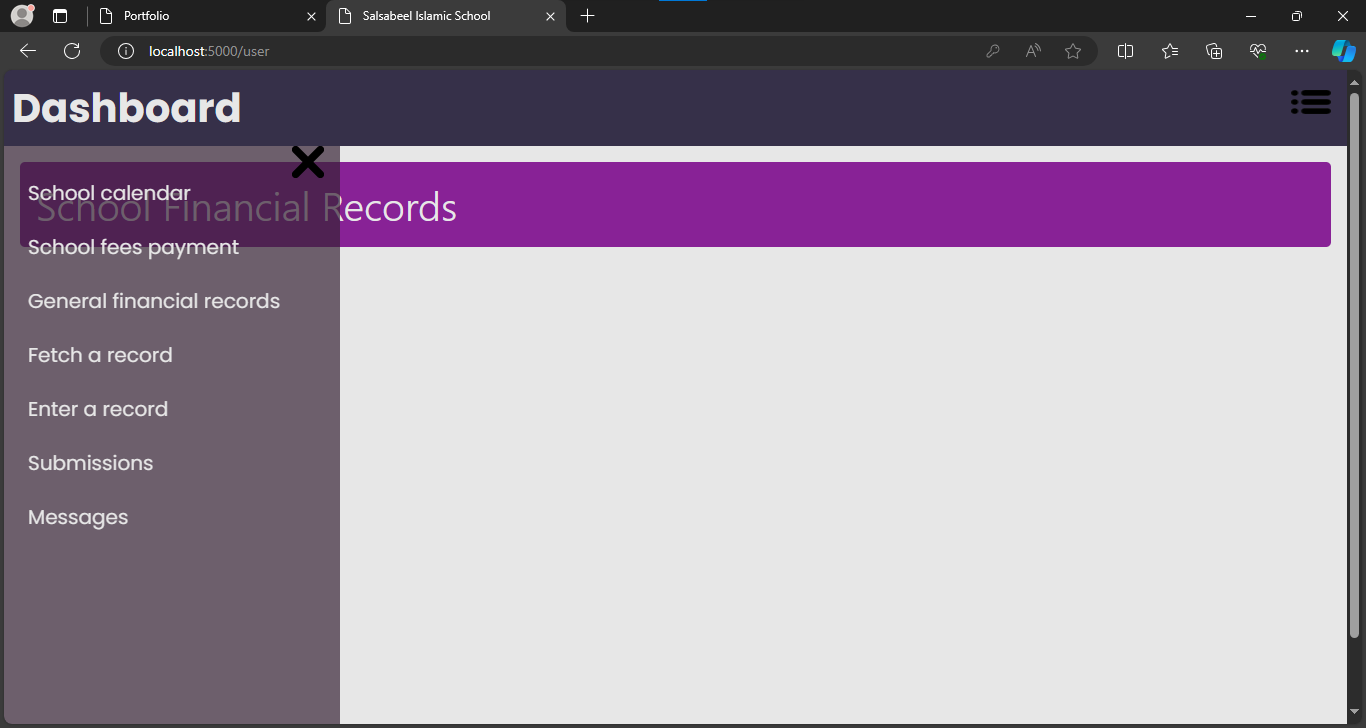 Portfolio
Salsabeel Islamic School
localhost:5000/user
Dashboard
School calendar
School Financial Records
School fees payment
General financial records
Fetch a record
Enter a record
Submissions
Messages